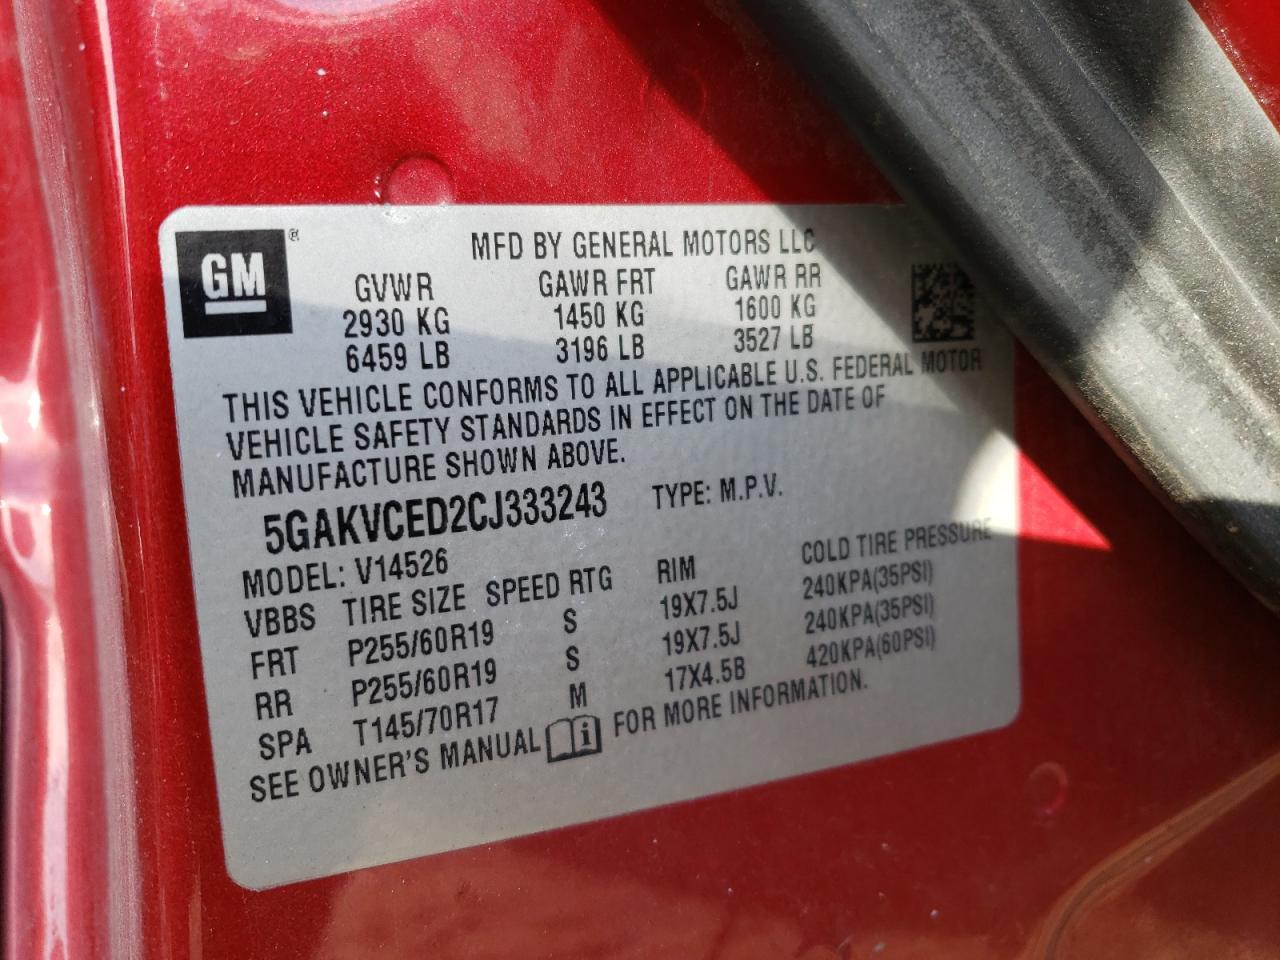 GM ®
MFD BY GENERAL MOTORS LLC
GVWR GAWR FRT GAWR RR
2930 KG 1450 KG 1600 KG
6459 LB 3196 LB 3527 LB
THIS VEHICLE CONFORMS TO ALL APPLICABLE U.S. FEDERAL MOTOR
VEHICLE SAFETY STANDARDS IN EFFECT ON THE DATE OF
MANUFACTURE SHOWN ABOVE.
5GAKVCED2CJ333243 TYPE: M.P.V.
MODEL: V14526
VBBS TIRE SIZE SPEED RTG RIM COLD TIRE PRESSURE
FRT P255/60R19 S 19X7.5J 240KPA(35PSI)
RR P255/60R19 S 19X7.5J 240KPA(35PSI)
SPA T145/70R17 M 17X4.5B 420KPA(60PSI)
SEE OWNER'S MANUAL i FOR MORE INFORMATION.